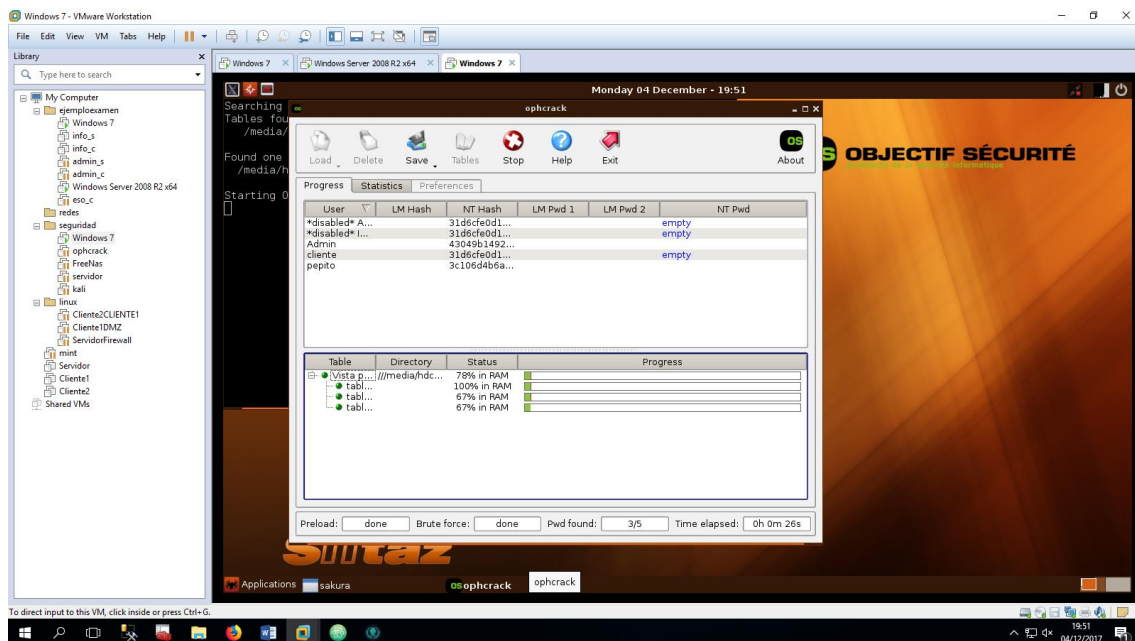 Windows 7 - VMware Workstation
File Edit View VM Tabs Help
Library
Type here to search
My Computer
ejemploexamen
Windows 7
info_s
info_c
admin_s
admin_c
Windows Server 2008 R2 x64
eso_c
redes
seguridad
Windows 7
ophcrack
FreeNas
servidor
kali
linux
Cliente2CLIENTE1
Cliente1DMZ
ServidorFirewall
mint
Servidor
Cliente1
Cliente2
Shared VMs
Windows 7
Windows Server 2008 R2 x64
Windows 7
Monday 04 December - 19:51
Searching
Tables fou
/media/
Found one
/media/h
Starting O
ophcrack
Load Delete Save Tables Stop Help Exit
OS
About
Progress Statistics Preferences
User LM Hash NT Hash LM Pwd 1 LM Pwd 2 NT Pwd
*disabled* A... 31d6cfe0d1... empty
*disabled* I... 31d6cfe0d1... empty
Admin 43049b1492...
cliente 31d6cfe0d1... empty
pepito 3c106d4b6a...
Table Directory Status Progress
Vista p... ///media/hdc... 78% in RAM
tabl... 100% in RAM
tabl... 67% in RAM
tabl... 67% in RAM
Preload: done Brute force: done Pwd found: 3/5 Time elapsed: 0h 0m 26s
S OBJECTIF SÉCURITÉ
Applications sakura OS ophcrack ophcrack
To direct input to this VM, click inside or press Ctrl+G.
19:51
04/12/2017